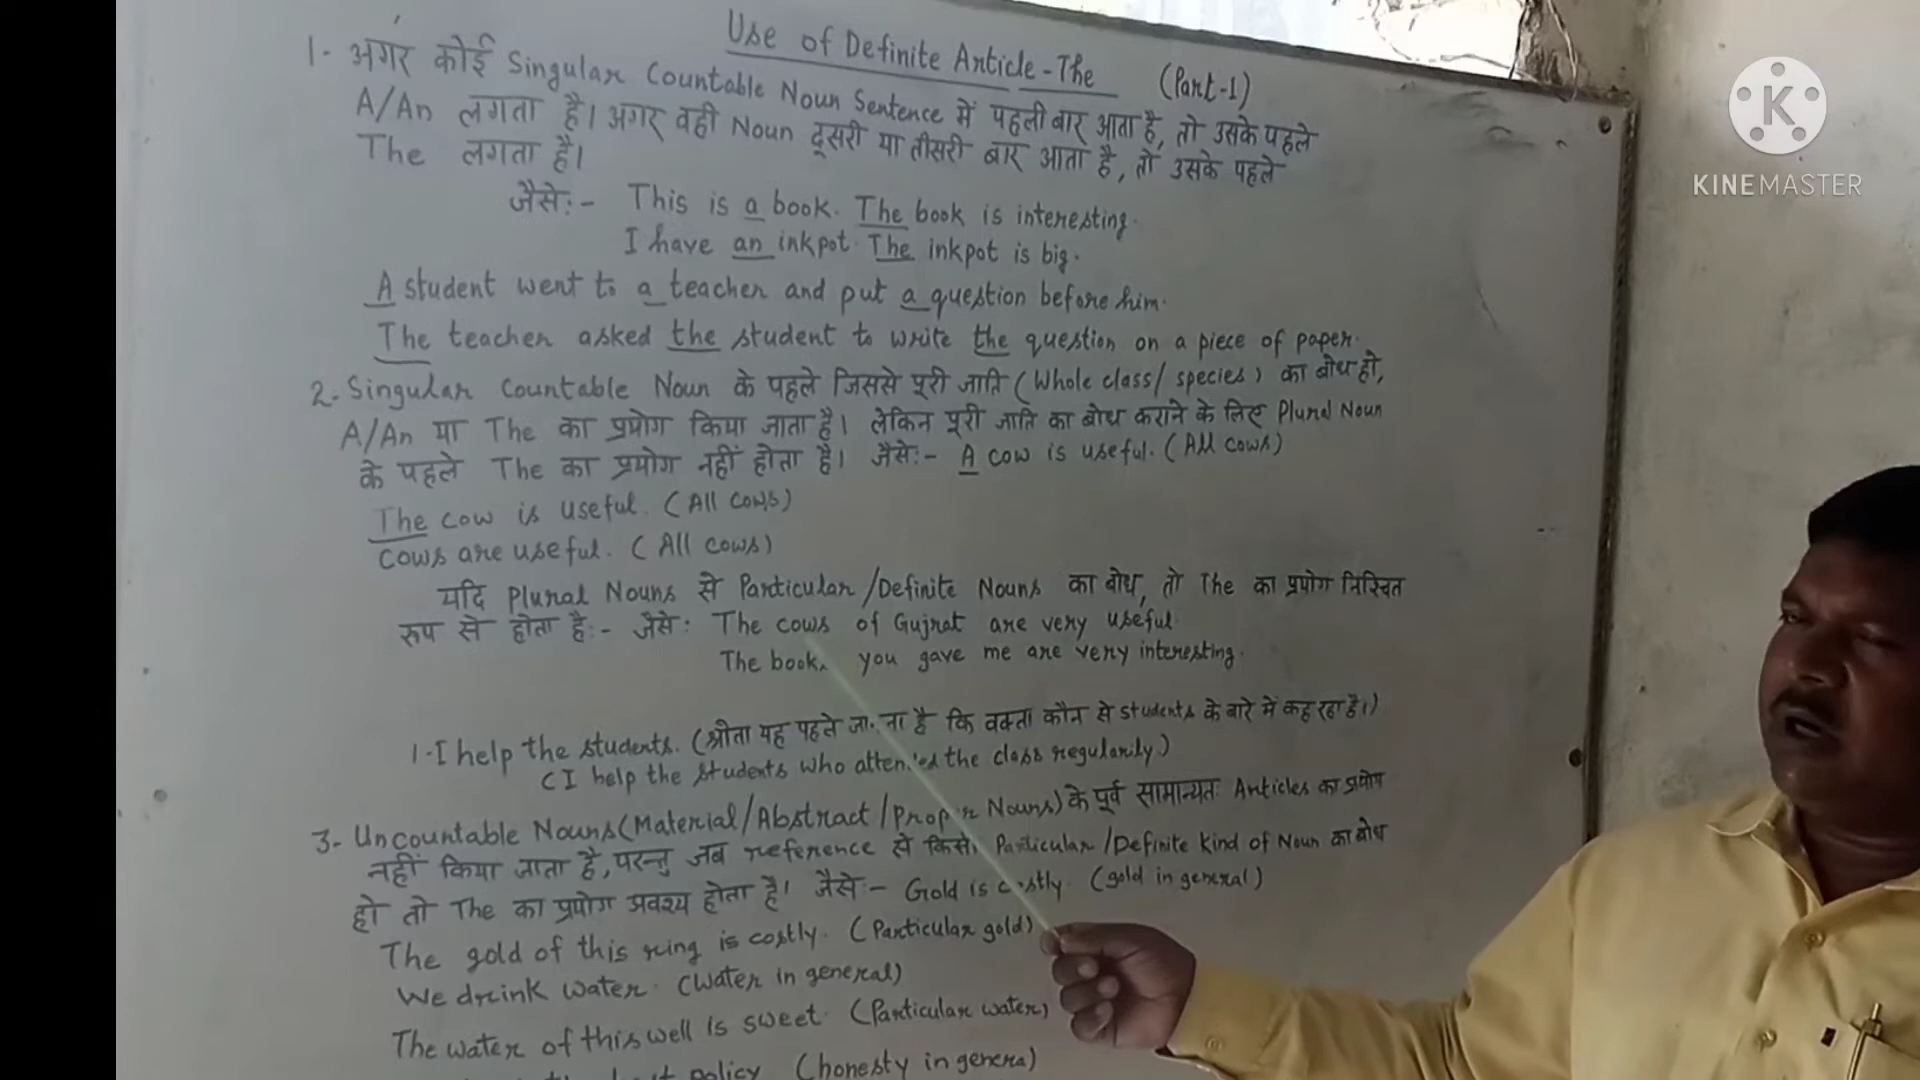 Use of Definite Article-The (Part-1)
1- अगर कोई Singular Countable Noun Sentence में पहली बार आता है, तो उसके पहले
A/An लगता है। अगर वही Noun दूसरी या तीसरी बार आता है, तो उसके पहले
The लगता है।
जैसे:- This is a book. The book is interesting.
I have an inkpot. The inkpot is big.
A student went to a teacher and put a question before him.
The teacher asked the student to write the question on a piece of paper.
2- Singular Countable Noun के पहले जिससे पूरी जाति (Whole class/species) का बोध हो,
A/An या The का प्रयोग किया जाता है। लेकिन पूरी जाति का बोध कराने के लिए Plural Noun
के पहले The का प्रयोग नहीं होता है। जैसे:- A cow is useful. (All cows)
The cow is useful. (All cows)
Cows are useful. (All cows)
यदि Plural Nouns से Particular/Definite Nouns का बोध, तो The का प्रयोग निश्चित
रूप से होता है:- जैसे: The cows of Gujrat are very useful.
The book you gave me are very interesting.
1-I help the students. (श्रोता यह पहले है कि वक्ता कौन से students के बारे में कह रहा है।)
(I help the students who attended the class regularily.)
3- Uncountable Nouns(Material/Abstract/Proper Nouns) के पूर्व सामान्यतः Articles का प्रयोग
नहीं किया जाता है, परन्तु जब reference से किसी Particular/Definite Kind of Noun का बोध
हो तो The का प्रयोग अवश्य होता है। जैसे:- Gold is costly. (gold in general)
The gold of this ring is costly. (Particular gold)
We drink water. (Water in general)
The water of this well is sweet. (Particular water)
policy (honesty in genera)
K
KINEMASTER